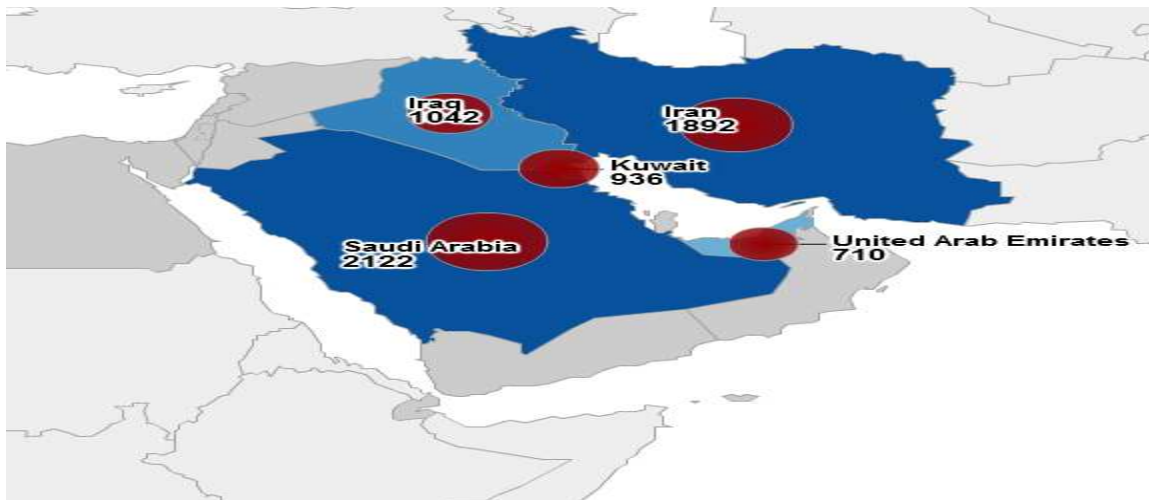 Iraq
1042
Iran
1892
Kuwait
936
Saudi Arabia
2122
United Arab Emirates
710